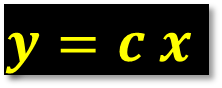 y = c x